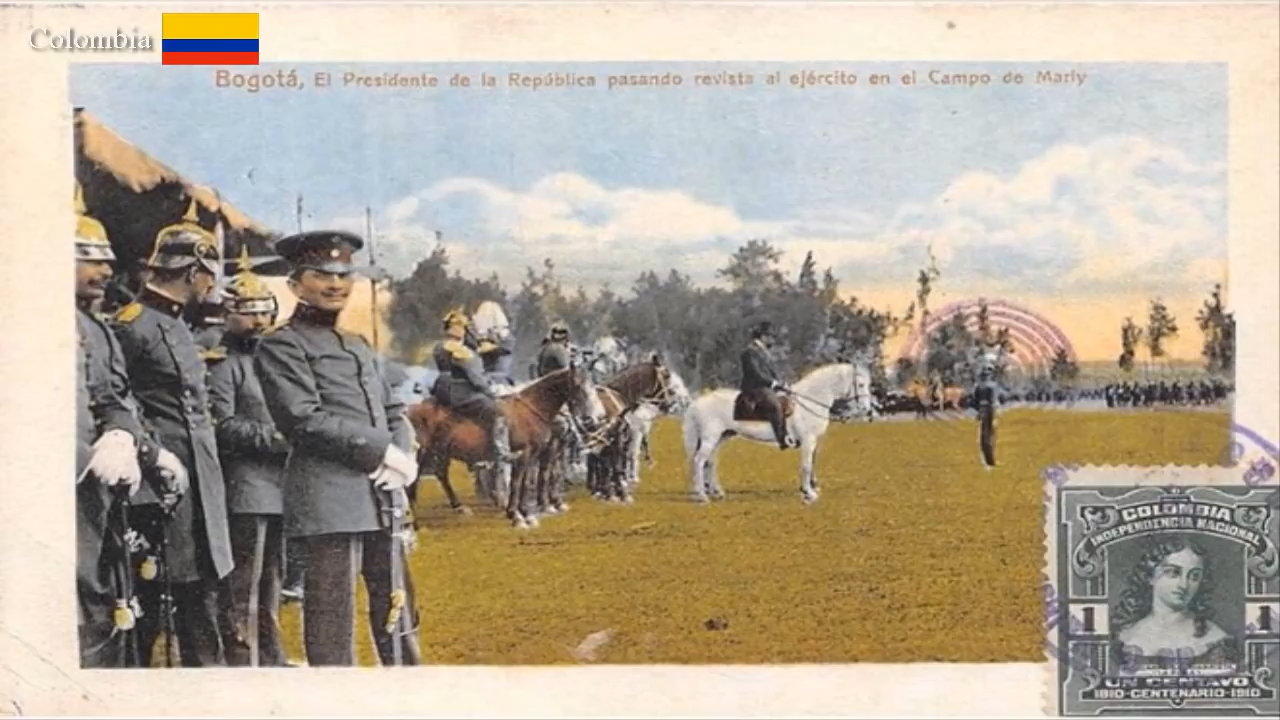 Colombia
Bogotá, El Presidente de la República pasando revista al ejército en el Campo de Marly
COLOMBIA
INDEPENDENCIA NACIONAL
1 1
UN CENTAVO
1810-CENTENARIO-1910